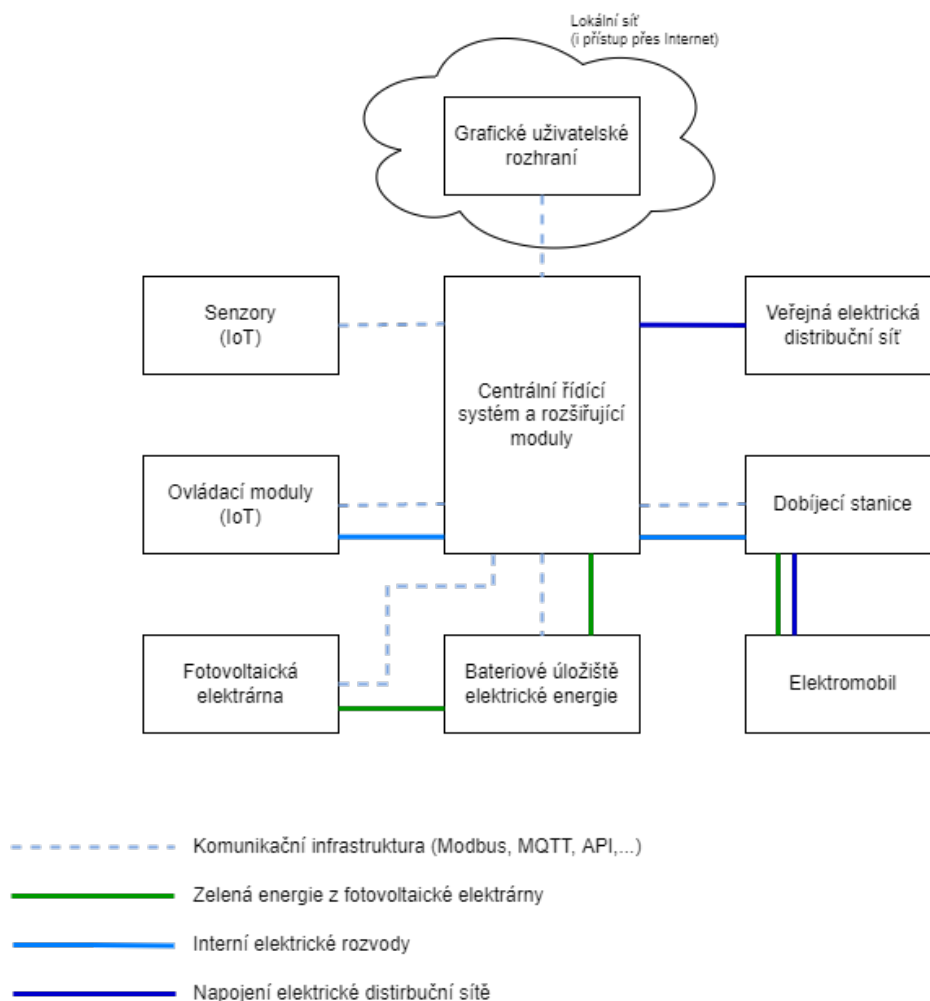 Lokální síť
(i přístup přes Internet)
Grafické uživatelské
rozhraní
Senzory
(IoT)
Centrální řídící
systém a rozšiřující
moduly
Veřejná elektrická
distribuční síť
Ovládací moduly
(IoT)
Dobíjecí stanice
Fotovoltaická
elektrárna
Bateriové úložiště
elektrické energie
Elektromobil
Komunikační infrastruktura (Modbus, MQTT, API,...)
Zelená energie z fotovoltaické elektrárny
Interní elektrické rozvody
Napojení elektrické distirbuční sítě